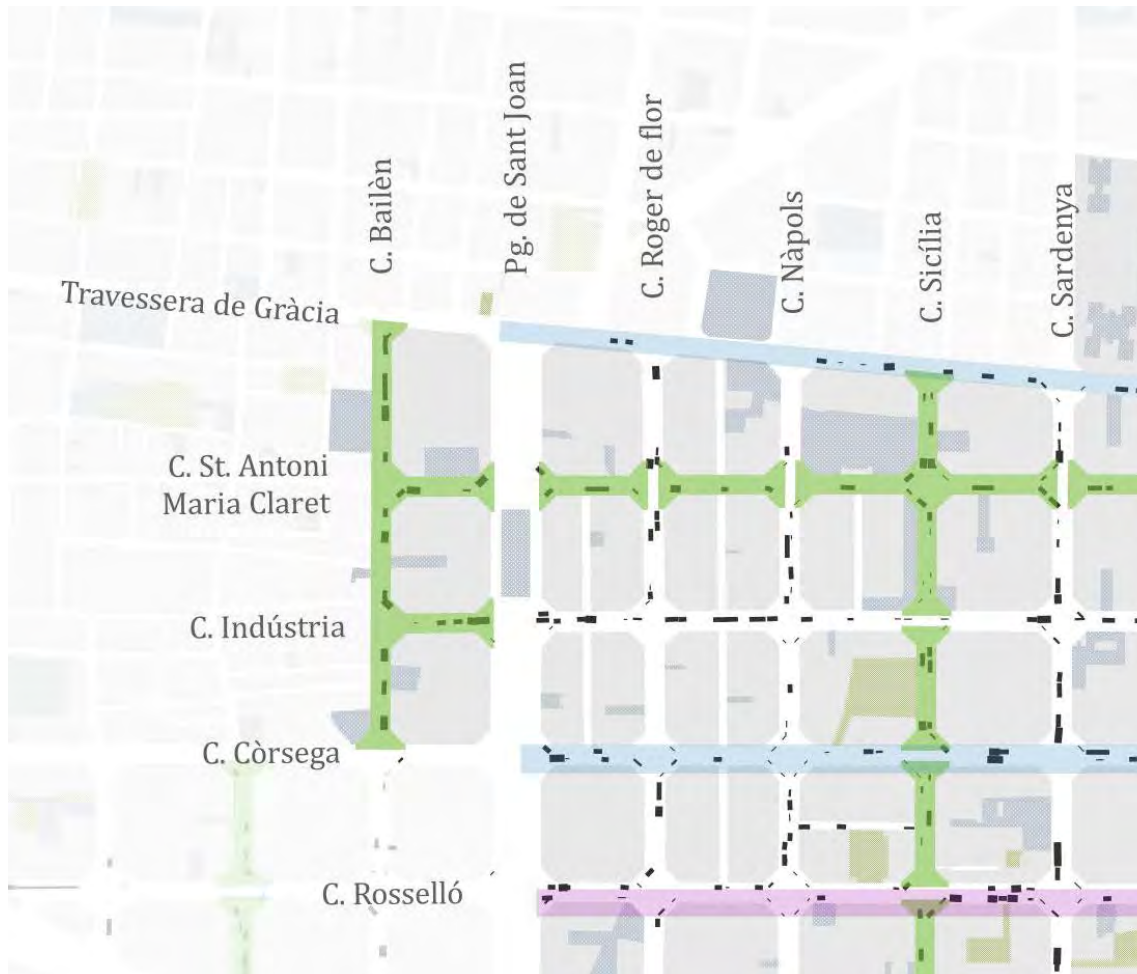 C. Bailèn
Pg. de Sant Joan
C. Roger de flor
C. Nàpols
C. Sicília
C. Sardenya
Travessera de Gràcia
C. St. Antoni
Maria Claret
C. Indústria
C. Còrsega
C. Rosselló